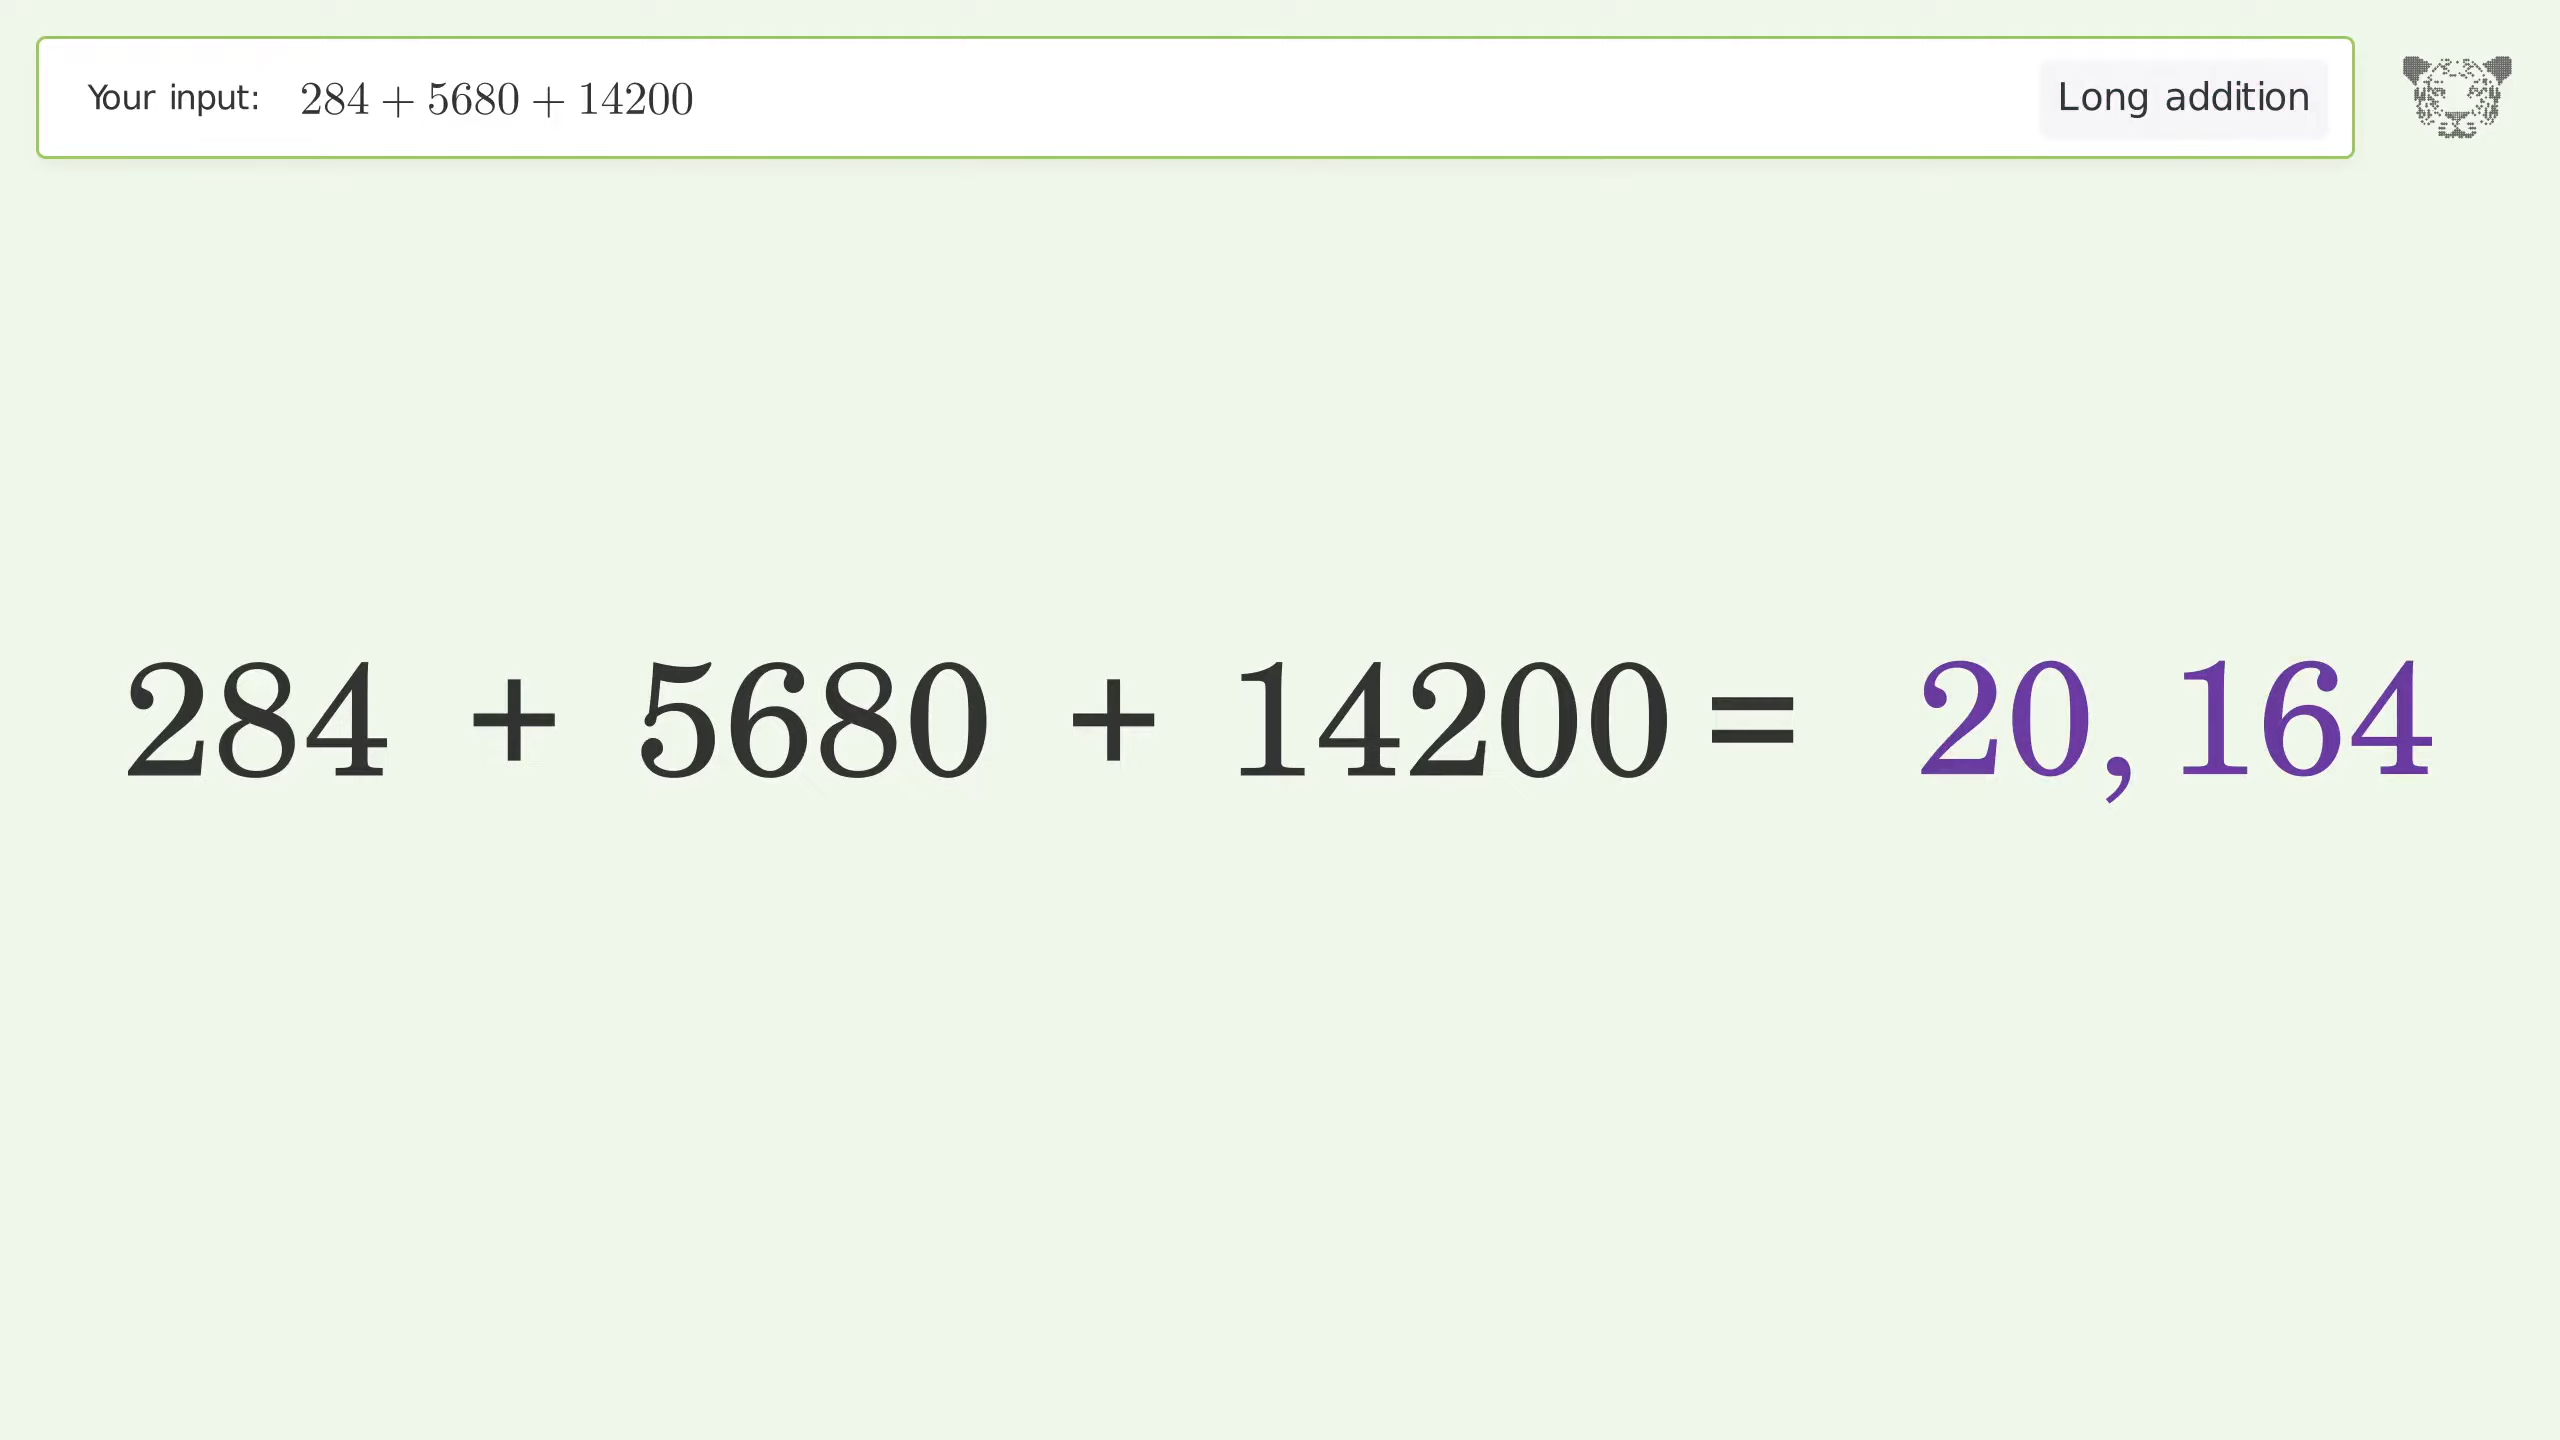 Your input: 284 + 5680 + 14200 Long addition
284 + 5680 + 14200 = 20,164